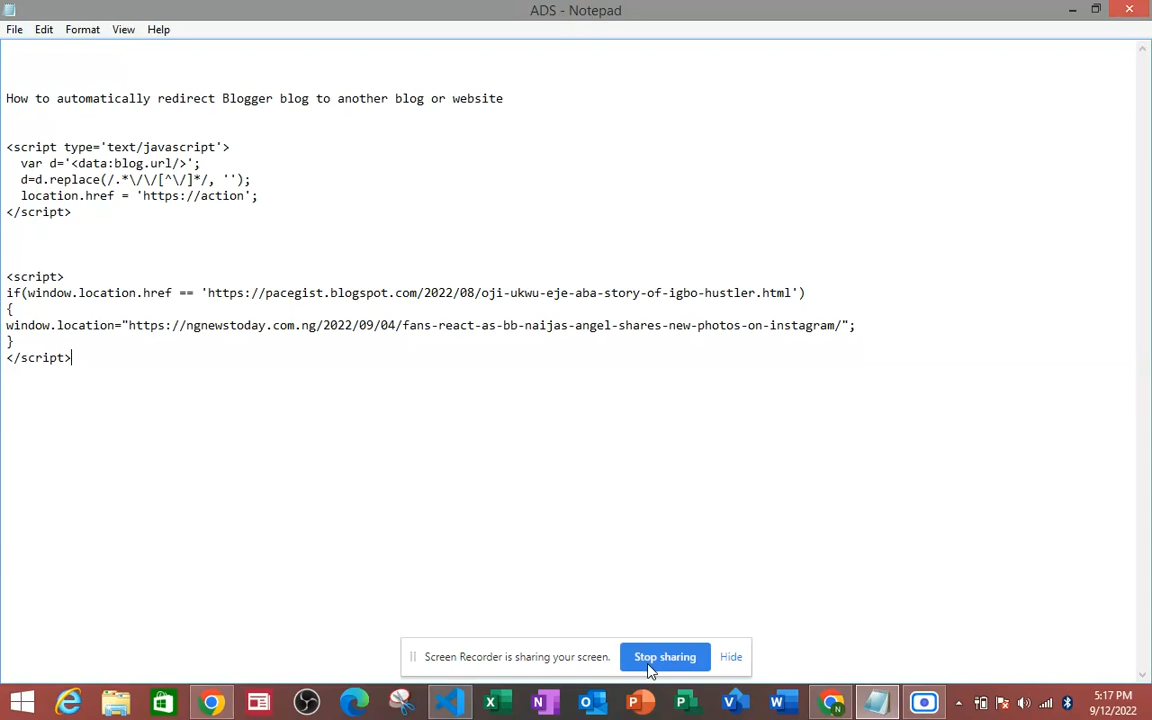 ADS - Notepad
File Edit Format View Help
How to automatically redirect Blogger blog to another blog or website
<script type='text/javascript'>
var d='<data:blog.url/>';
d=d.replace(/.*\/\/[^\/]*/, '');
location.href = 'https://action';
</script>
<script>
if(window.location.href == 'https://pacegist.blogspot.com/2022/08/oji-ukwu-eje-aba-story-of-igbo-hustler.html')
{
window.location="https://ngnewstoday.com.ng/2022/09/04/fans-react-as-bb-naijas-angel-shares-new-photos-on-instagram/";
}
</script>
Screen Recorder is sharing your screen. Stop sharing Hide
5:17 PM
9/12/2022